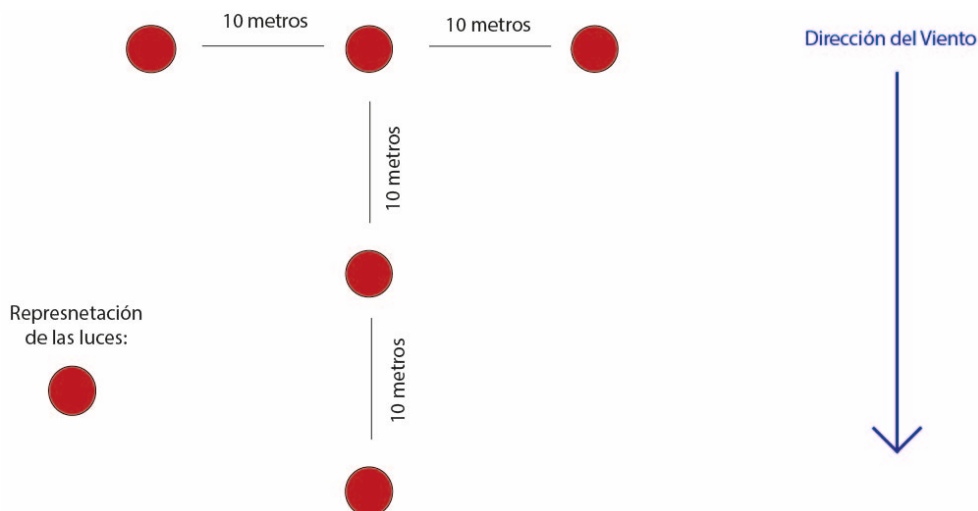 10 metros
10 metros
Dirección del Viento
10 metros
Represnetación
de las luces:
10 metros